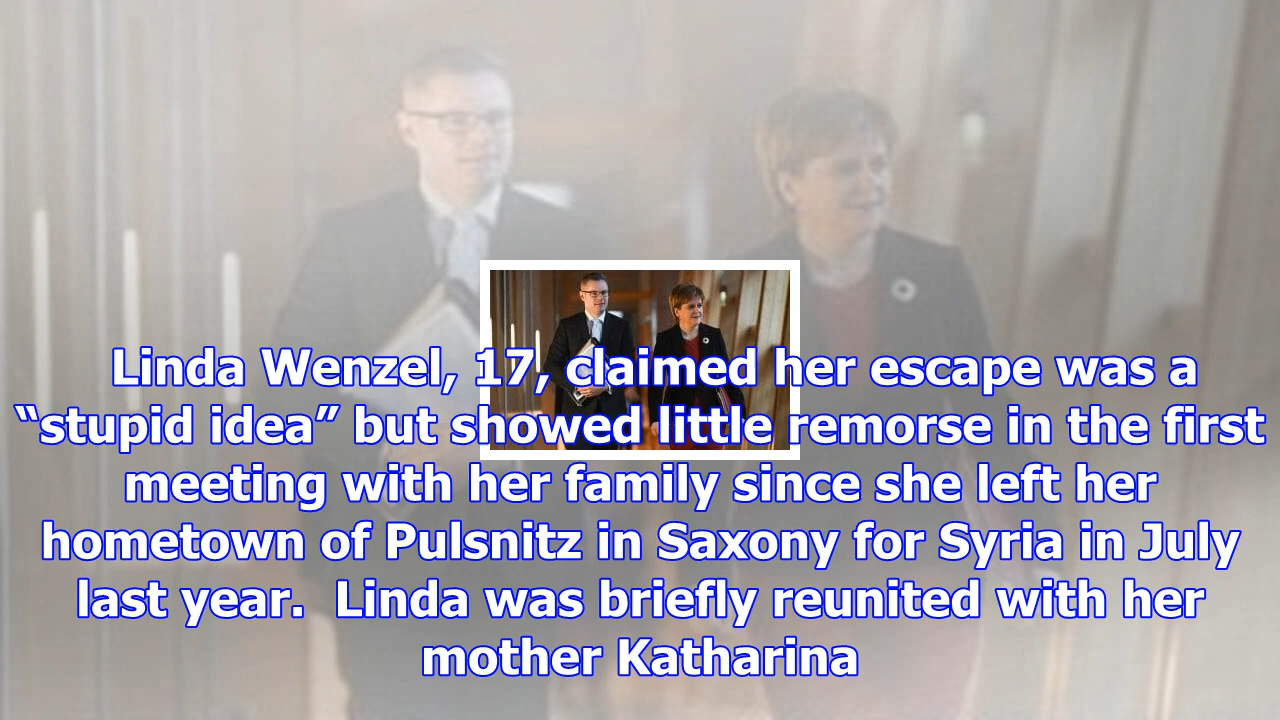 Linda Wenzel, 17, claimed her escape was a
“stupid idea” but showed little remorse in the first
meeting with her family since she left her
hometown of Pulsnitz in Saxony for Syria in July
last year.  Linda was briefly reunited with her
mother Katharina